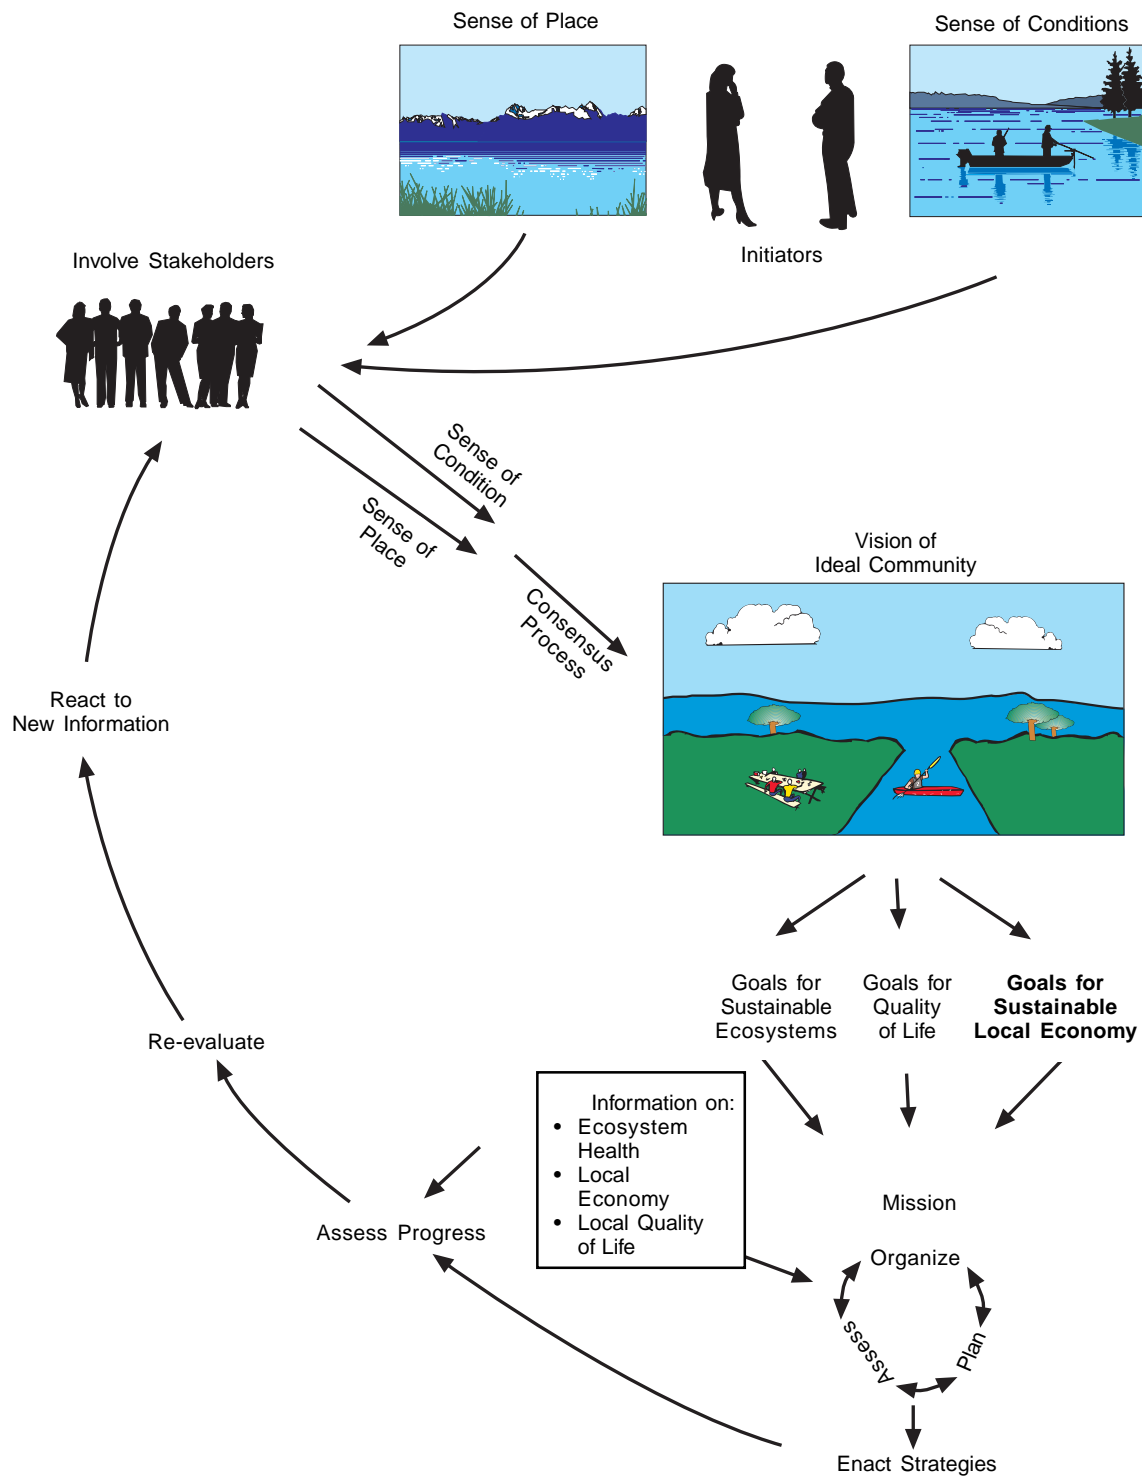 Sense of Place
Sense of Conditions
Initiators
Involve Stakeholders
Sense of
Condition
Sense of
Place
Consensus
Process
Vision of
Ideal Community
React to
New Information
Goals for
Sustainable
Ecosystems
Goals for
Quality
of Life
Goals for
Sustainable
Local Economy
Re-evaluate
Information on:
• Ecosystem
Health
• Local
Economy
• Local Quality
of Life
Assess Progress
Mission
Organize
Assess
Plan
Enact Strategies